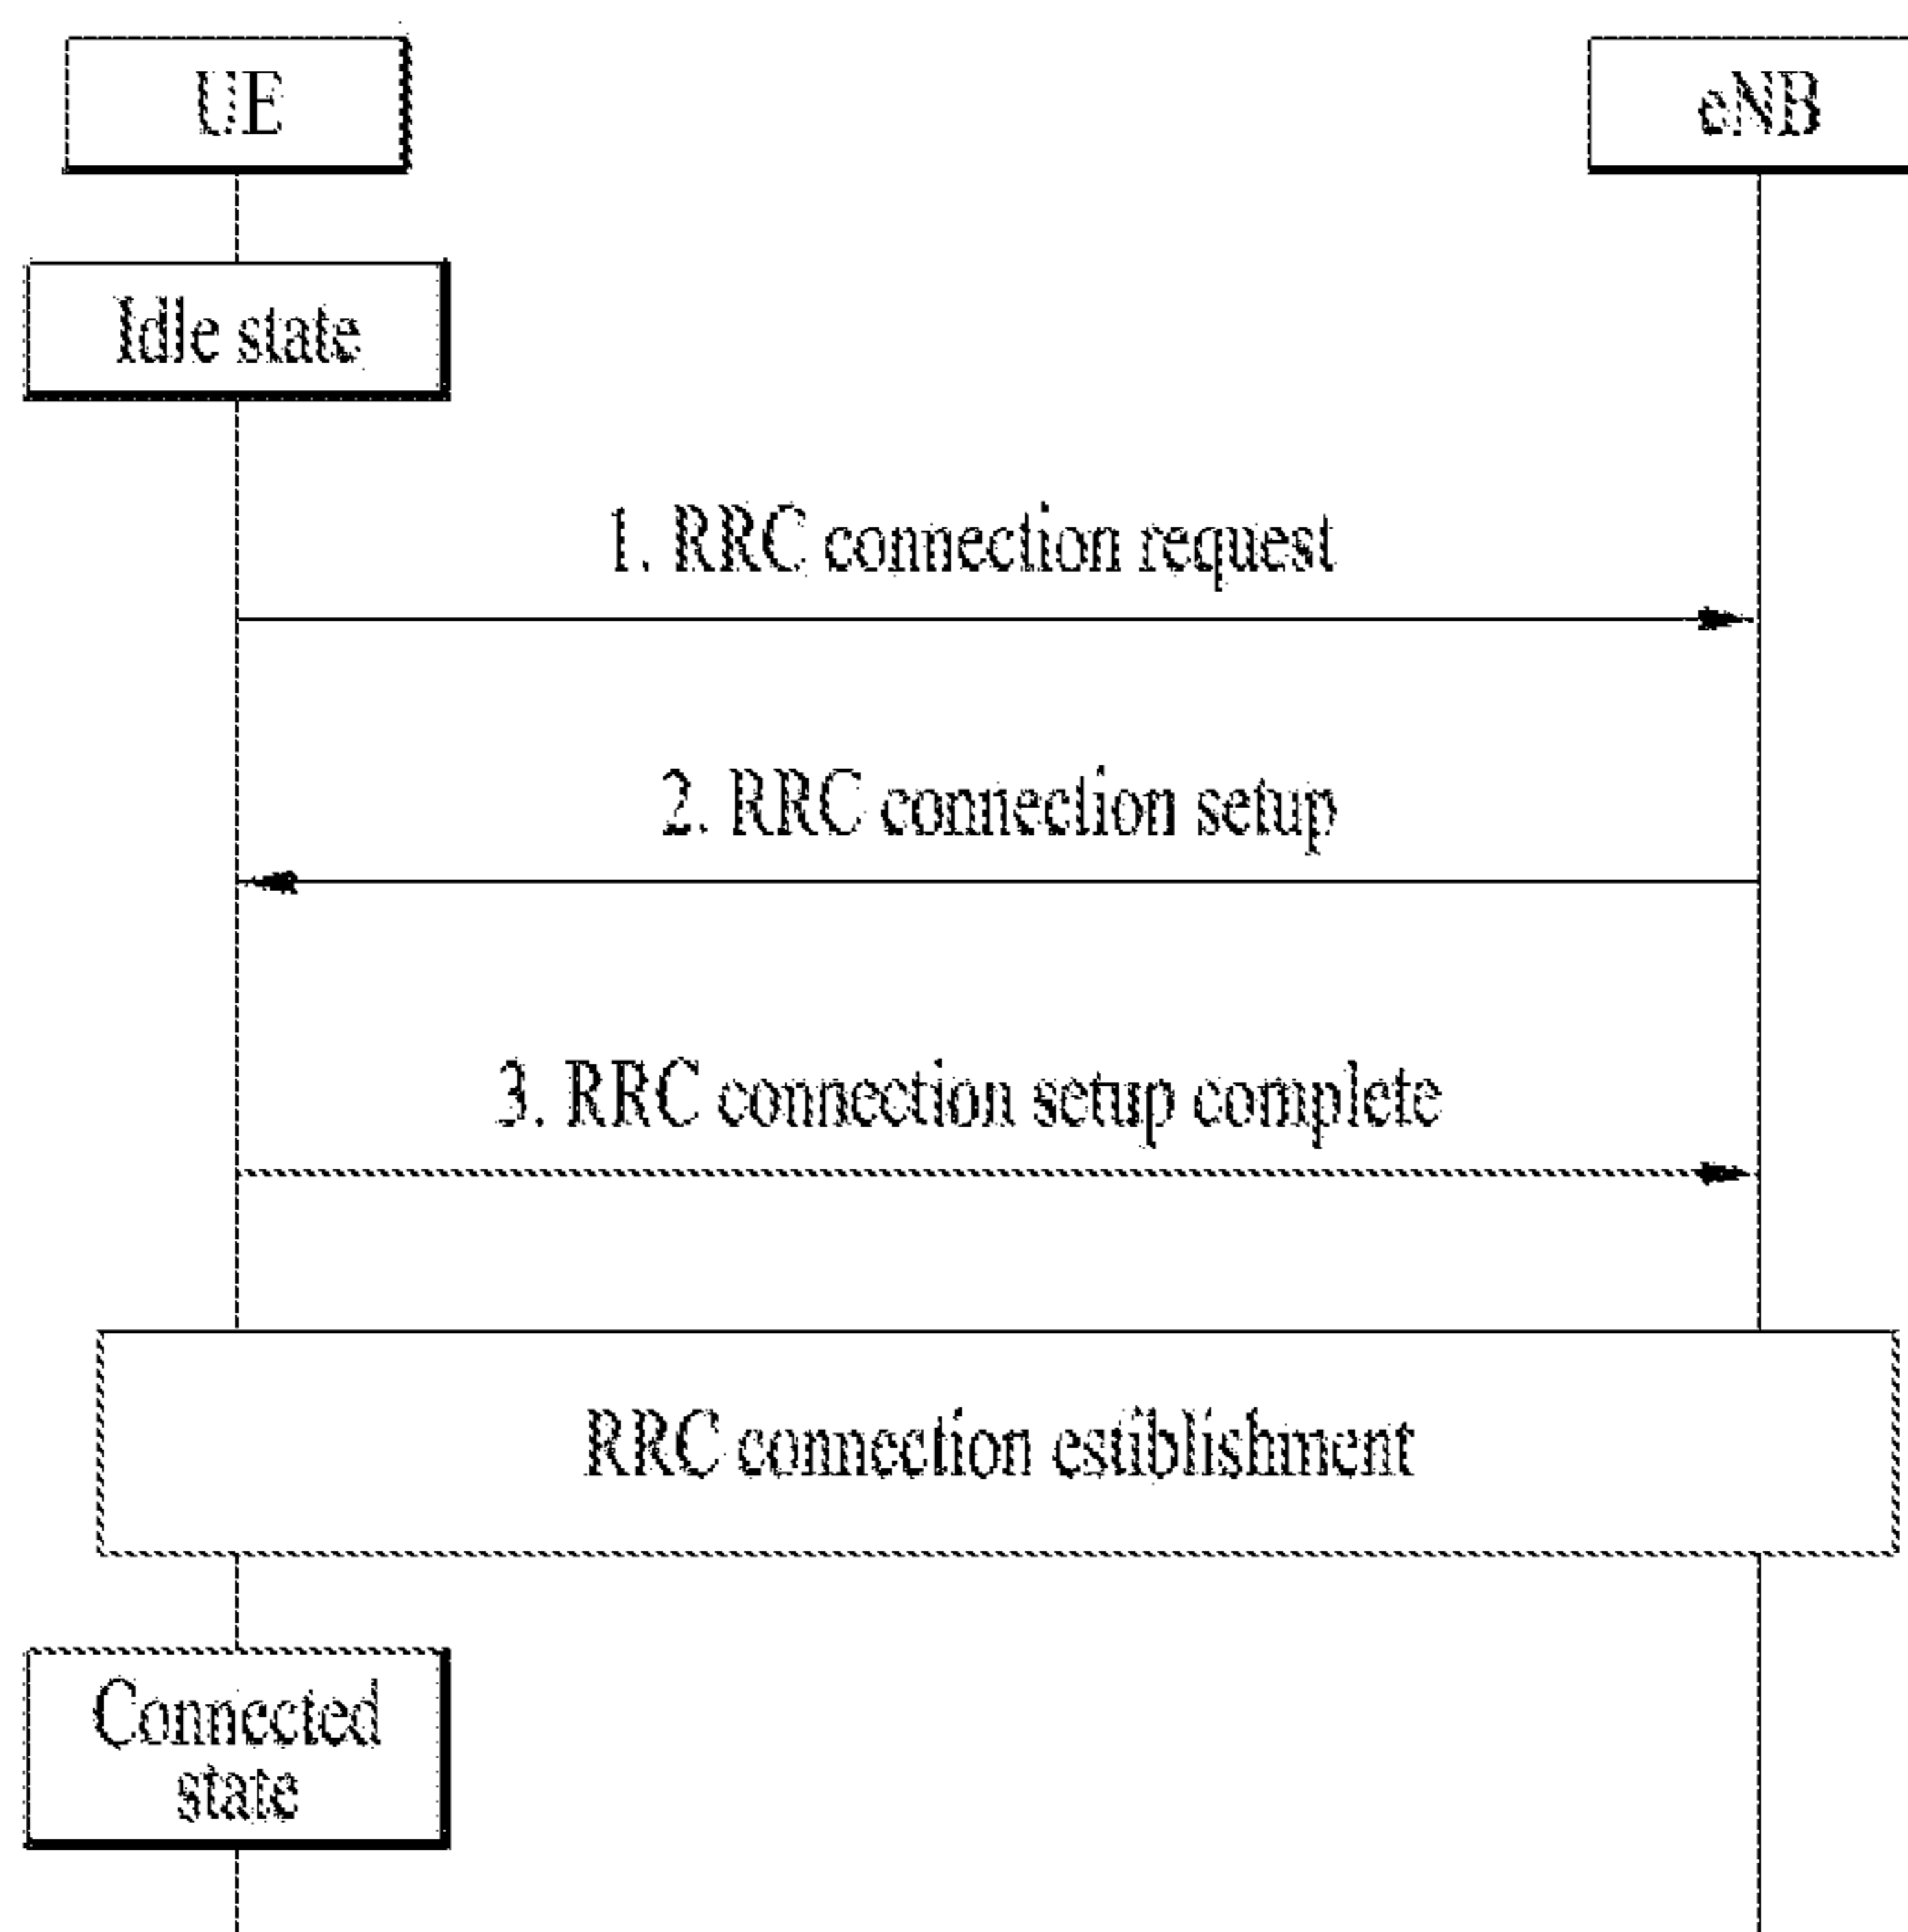 UE
eNB
Idle state
1. RRC connection request
2. RRC connection setup
3. RRC connection setup complete
RRC connection estiblishment
Connected
state